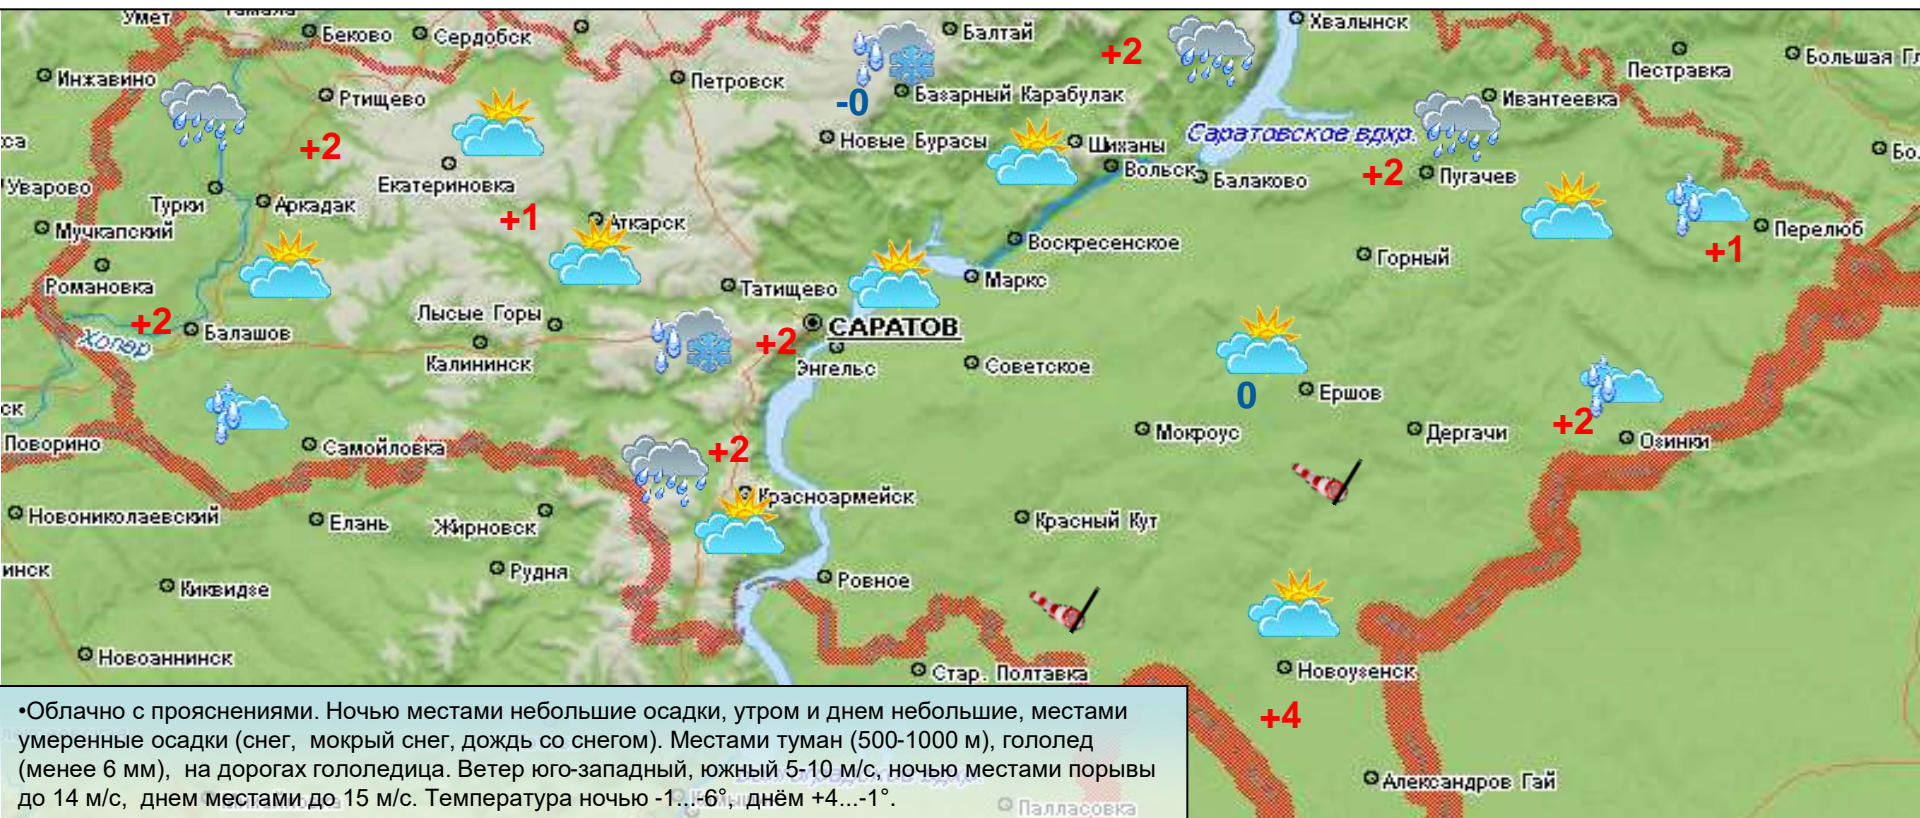 Умет
Тамала
Беково
Сердобск
Балтай
+2
Хвалынск
Инжавино
Ртищево
Петровск
-0
Базарный Карабулак
Пестравка
Большая Гл
Ивантеевка
са
+2
Новые Бурасы
Шиханы
Саратовское вдхр.
Бо
Уварово
Екатериновка
Вольск
Балаково
+2
Пугачев
Турки
Аркадак
+1
Аткарск
Мучкапский
Воскресенское
Горный
+1
Перелюб
Романовка
Татищево
Маркс
+2
Хопер
Балашов
Лысые Горы
+2
САРАТОВ
Калининск
Энгельс
Советское
0
Ершов
ск
Поворино
Самойловка
+2
Мокроус
Дергачи
+2
Озинки
Новониколаевский
Елань
Жирновск
Красноармейск
Красный Кут
инск
Киквидзе
Рудня
Ровное
Новоаннинск
Стар. Полтавка
Новоузенск
+4
•Облачно с прояснениями. Ночью местами небольшие осадки, утром и днем небольшие, местами
умеренные осадки (снег, мокрый снег, дождь со снегом). Местами туман (500-1000 м), гололед
(менее 6 мм), на дорогах гололедица. Ветер юго-западный, южный 5-10 м/с, ночью местами порывы
до 14 м/с, днем местами до 15 м/с. Температура ночью -1...-6°, днём +4...-1°.
Палласовка
Александров Гай